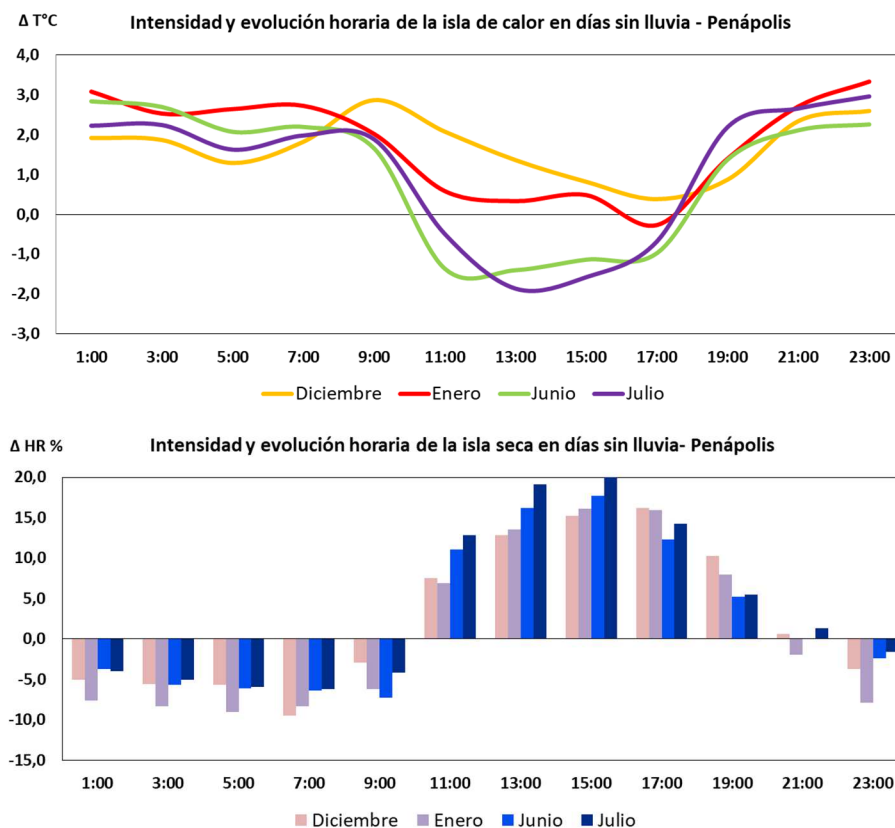 Δ T°C Intensidad y evolución horaria de la isla de calor en días sin lluvia - Penápolis
4,0
3,0
2,0
1,0
0,0
-1,0
-2,0
-3,0
1:00 3:00 5:00 7:00 9:00 11:00 13:00 15:00 17:00 19:00 21:00 23:00
Diciembre Enero Junio Julio
Δ HR % Intensidad y evolución horaria de la isla seca en días sin lluvia- Penápolis
20,0
15,0
10,0
5,0
0,0
-5,0
-10,0
-15,0
1:00 3:00 5:00 7:00 9:00 11:00 13:00 15:00 17:00 19:00 21:00 23:00
Diciembre Enero Junio Julio